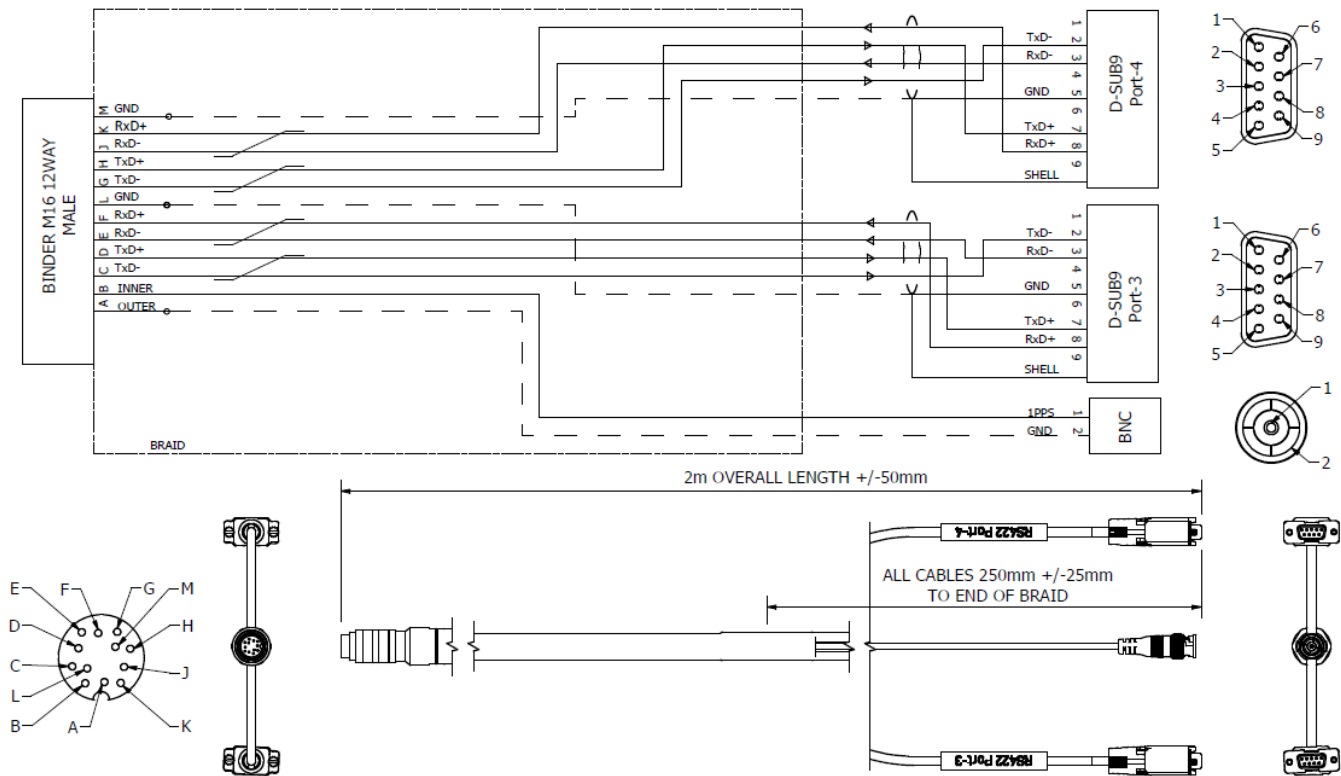 BINDER M16 12WAY
MALE
M GND
K RxD+
J RxD-
H TxD+
G TxD-
L GND
F RxD+
E RxD-
D TxD+
C TxD-
B INNER
A OUTER
BRAID
1
TxD- 2
RxD- 3
4
GND 5
6
TxD+ 7
RxD+ 8
9
SHELL
D-SUB9
Port-4
1
2
3
4
5
6
7
8
9
1
TxD- 2
RxD- 3
4
GND 5
6
TxD+ 7
RxD+ 8
9
SHELL
D-SUB9
Port-3
1
2
3
4
5
6
7
8
9
1PPS 1
GND 2
BNC
1
2
2m OVERALL LENGTH +/-50mm
RS422 Port-4
ALL CABLES 250mm +/-25mm
TO END OF BRAID
RS422 Port-3
E
F
G
M
D
H
C
J
L
B
A
K